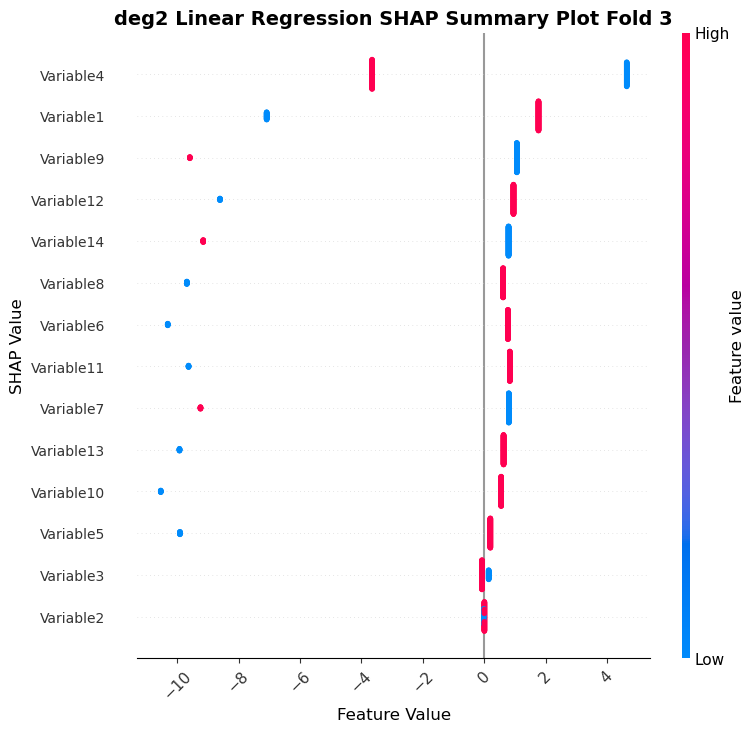 deg2 Linear Regression SHAP Summary Plot Fold 3
High
Variable4
Variable1
Variable9
Variable12
Variable14
Variable8
Variable6
Variable11
Variable7
Variable13
Variable10
Variable5
Variable3
Variable2
SHAP Value
Feature value
Low
−10
−8
−6
−4
−2
0
2
4
Feature Value